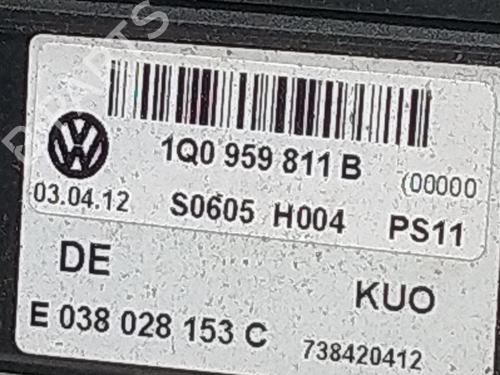 1Q0 959 811 B
(00000
03.04.12 S0605 H004 PS11
DE
KUO
E 038 028 153 C
738420412